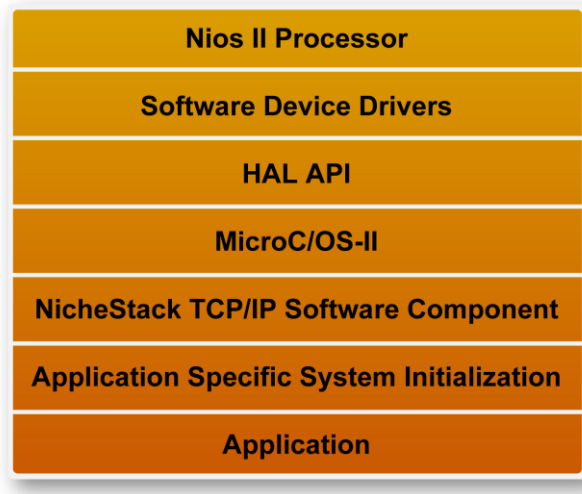 Nios II Processor
Software Device Drivers
HAL API
MicroC/OS-II
NicheStack TCP/IP Software Component
Application Specific System Initialization
Application